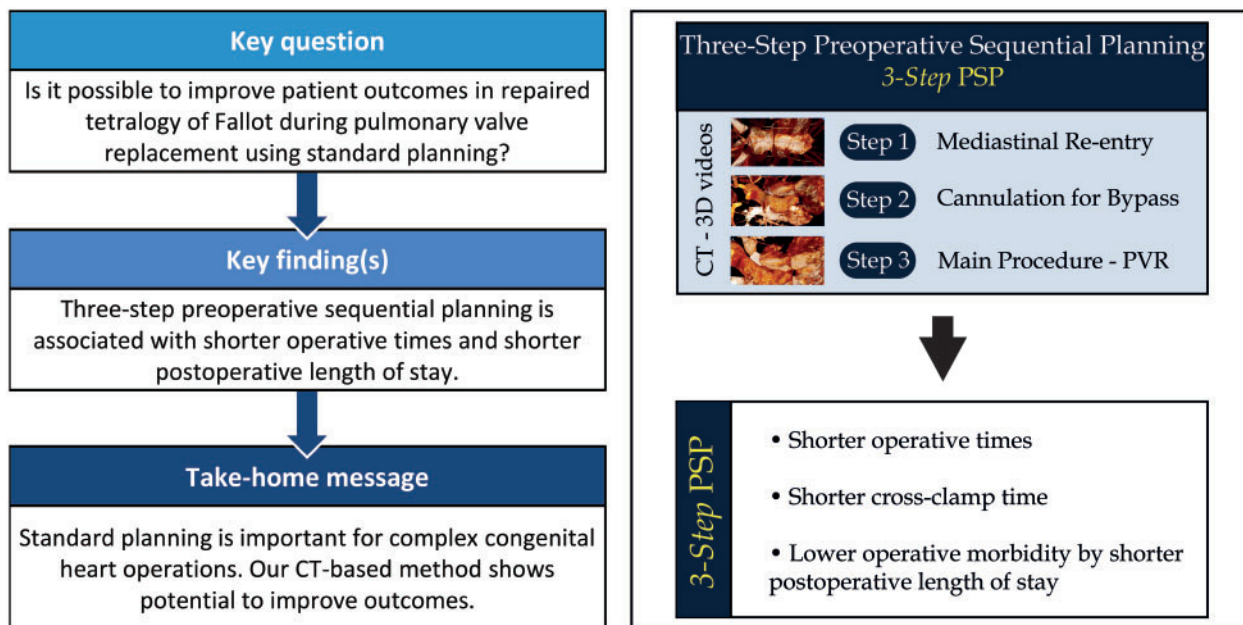 Key question
Is it possible to improve patient outcomes in repaired
tetralogy of Fallot during pulmonary valve
replacement using standard planning?
Key finding(s)
Three-step preoperative sequential planning is
associated with shorter operative times and shorter
postoperative length of stay.
Take-home message
Standard planning is important for complex congenital
heart operations. Our CT-based method shows
potential to improve outcomes.
Three-Step Preoperative Sequential Planning
3-Step PSP
CT - 3D videos
Step 1 Mediastinal Re-entry
Step 2 Cannulation for Bypass
Step 3 Main Procedure - PVR
3-Step PSP
• Shorter operative times
• Shorter cross-clamp time
• Lower operative morbidity by shorter
postoperative length of stay